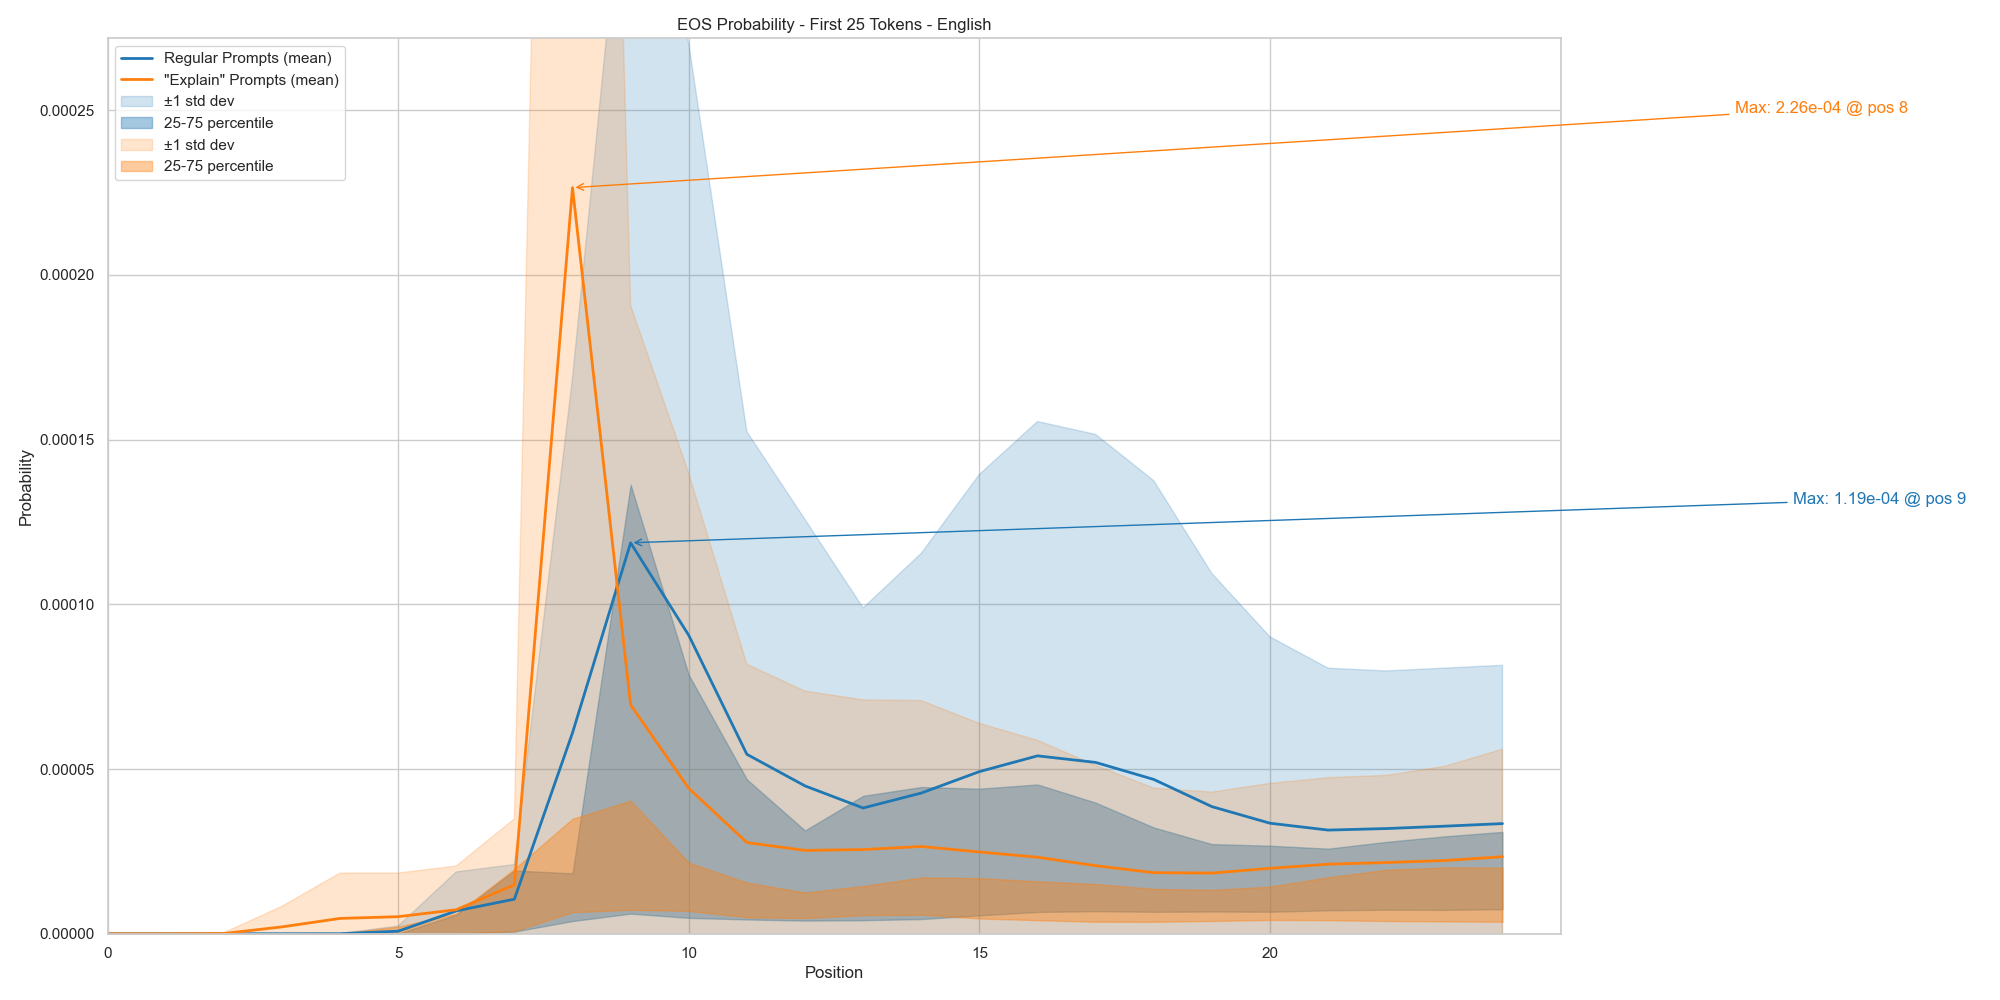 EOS Probability - First 25 Tokens - English
Regular Prompts (mean)
"Explain" Prompts (mean)
±1 std dev
25-75 percentile
±1 std dev
25-75 percentile
Max: 2.26e-04 @ pos 8
Max: 1.19e-04 @ pos 9
Probability
0.00025
0.00020
0.00015
0.00010
0.00005
0.00000
0
5
10
15
20
Position